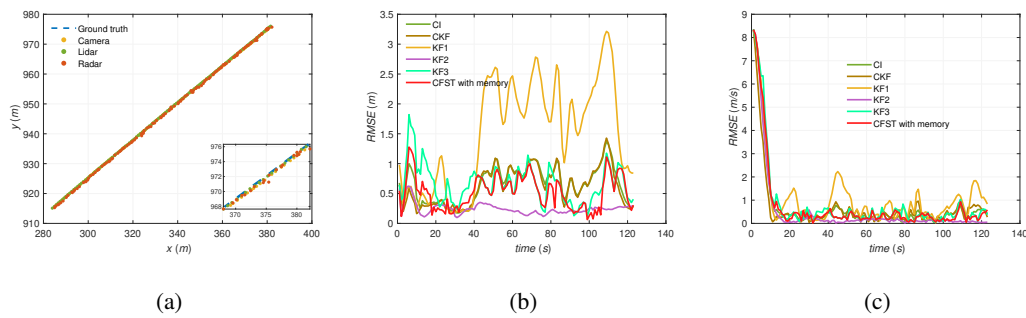 980
970
960
950
940
930
920
910
y (m)
280
300
320
340
360
380
400
x (m)
Ground truth
Camera
Lidar
Radar
976
974
972
970
968
370
375
380
(a)
3.5
3
2.5
2
1.5
1
0.5
0
RMSE (m)
0
20
40
60
80
100
120
140
time (s)
CI
CKF
KF1
KF2
KF3
CFST with memory
(b)
9
8
7
6
5
4
3
2
1
0
RMSE (m/s)
0
20
40
60
80
100
120
140
time (s)
CI
CKF
KF1
KF2
KF3
CFST with memory
(c)